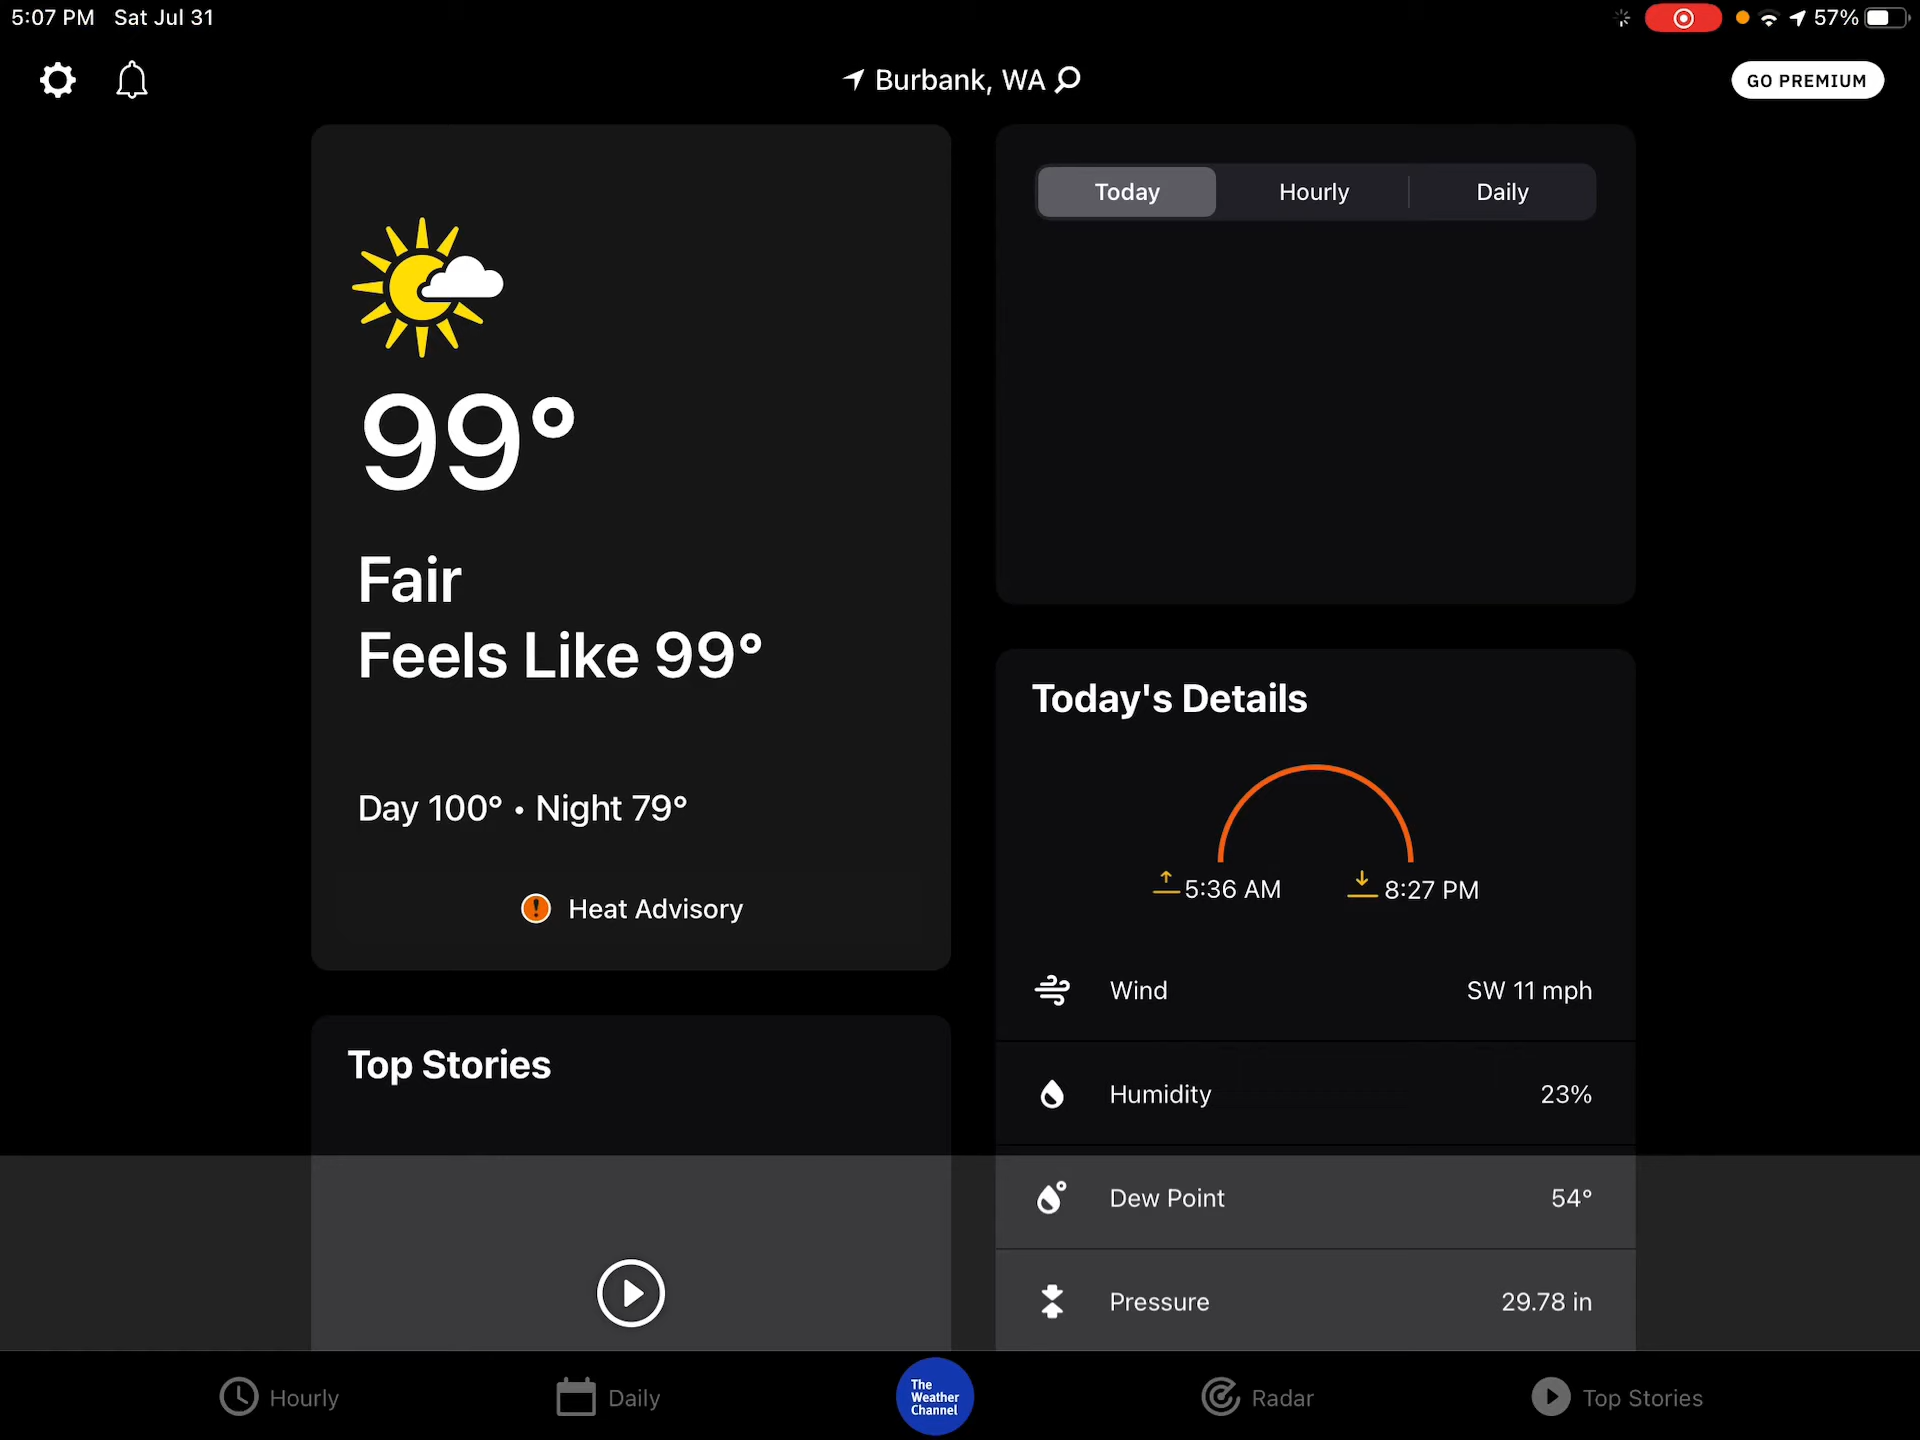 5:07 PM Sat Jul 31
57%
Burbank, WA
GO PREMIUM
99°
Fair
Feels Like 99°
Day 100° • Night 79°
Heat Advisory
Top Stories
Today Hourly Daily
Today's Details
5:36 AM 8:27 PM
Wind SW 11 mph
Humidity 23%
Dew Point 54°
Pressure 29.78 in
Hourly
Daily
The
Weather
Channel
Radar
Top Stories